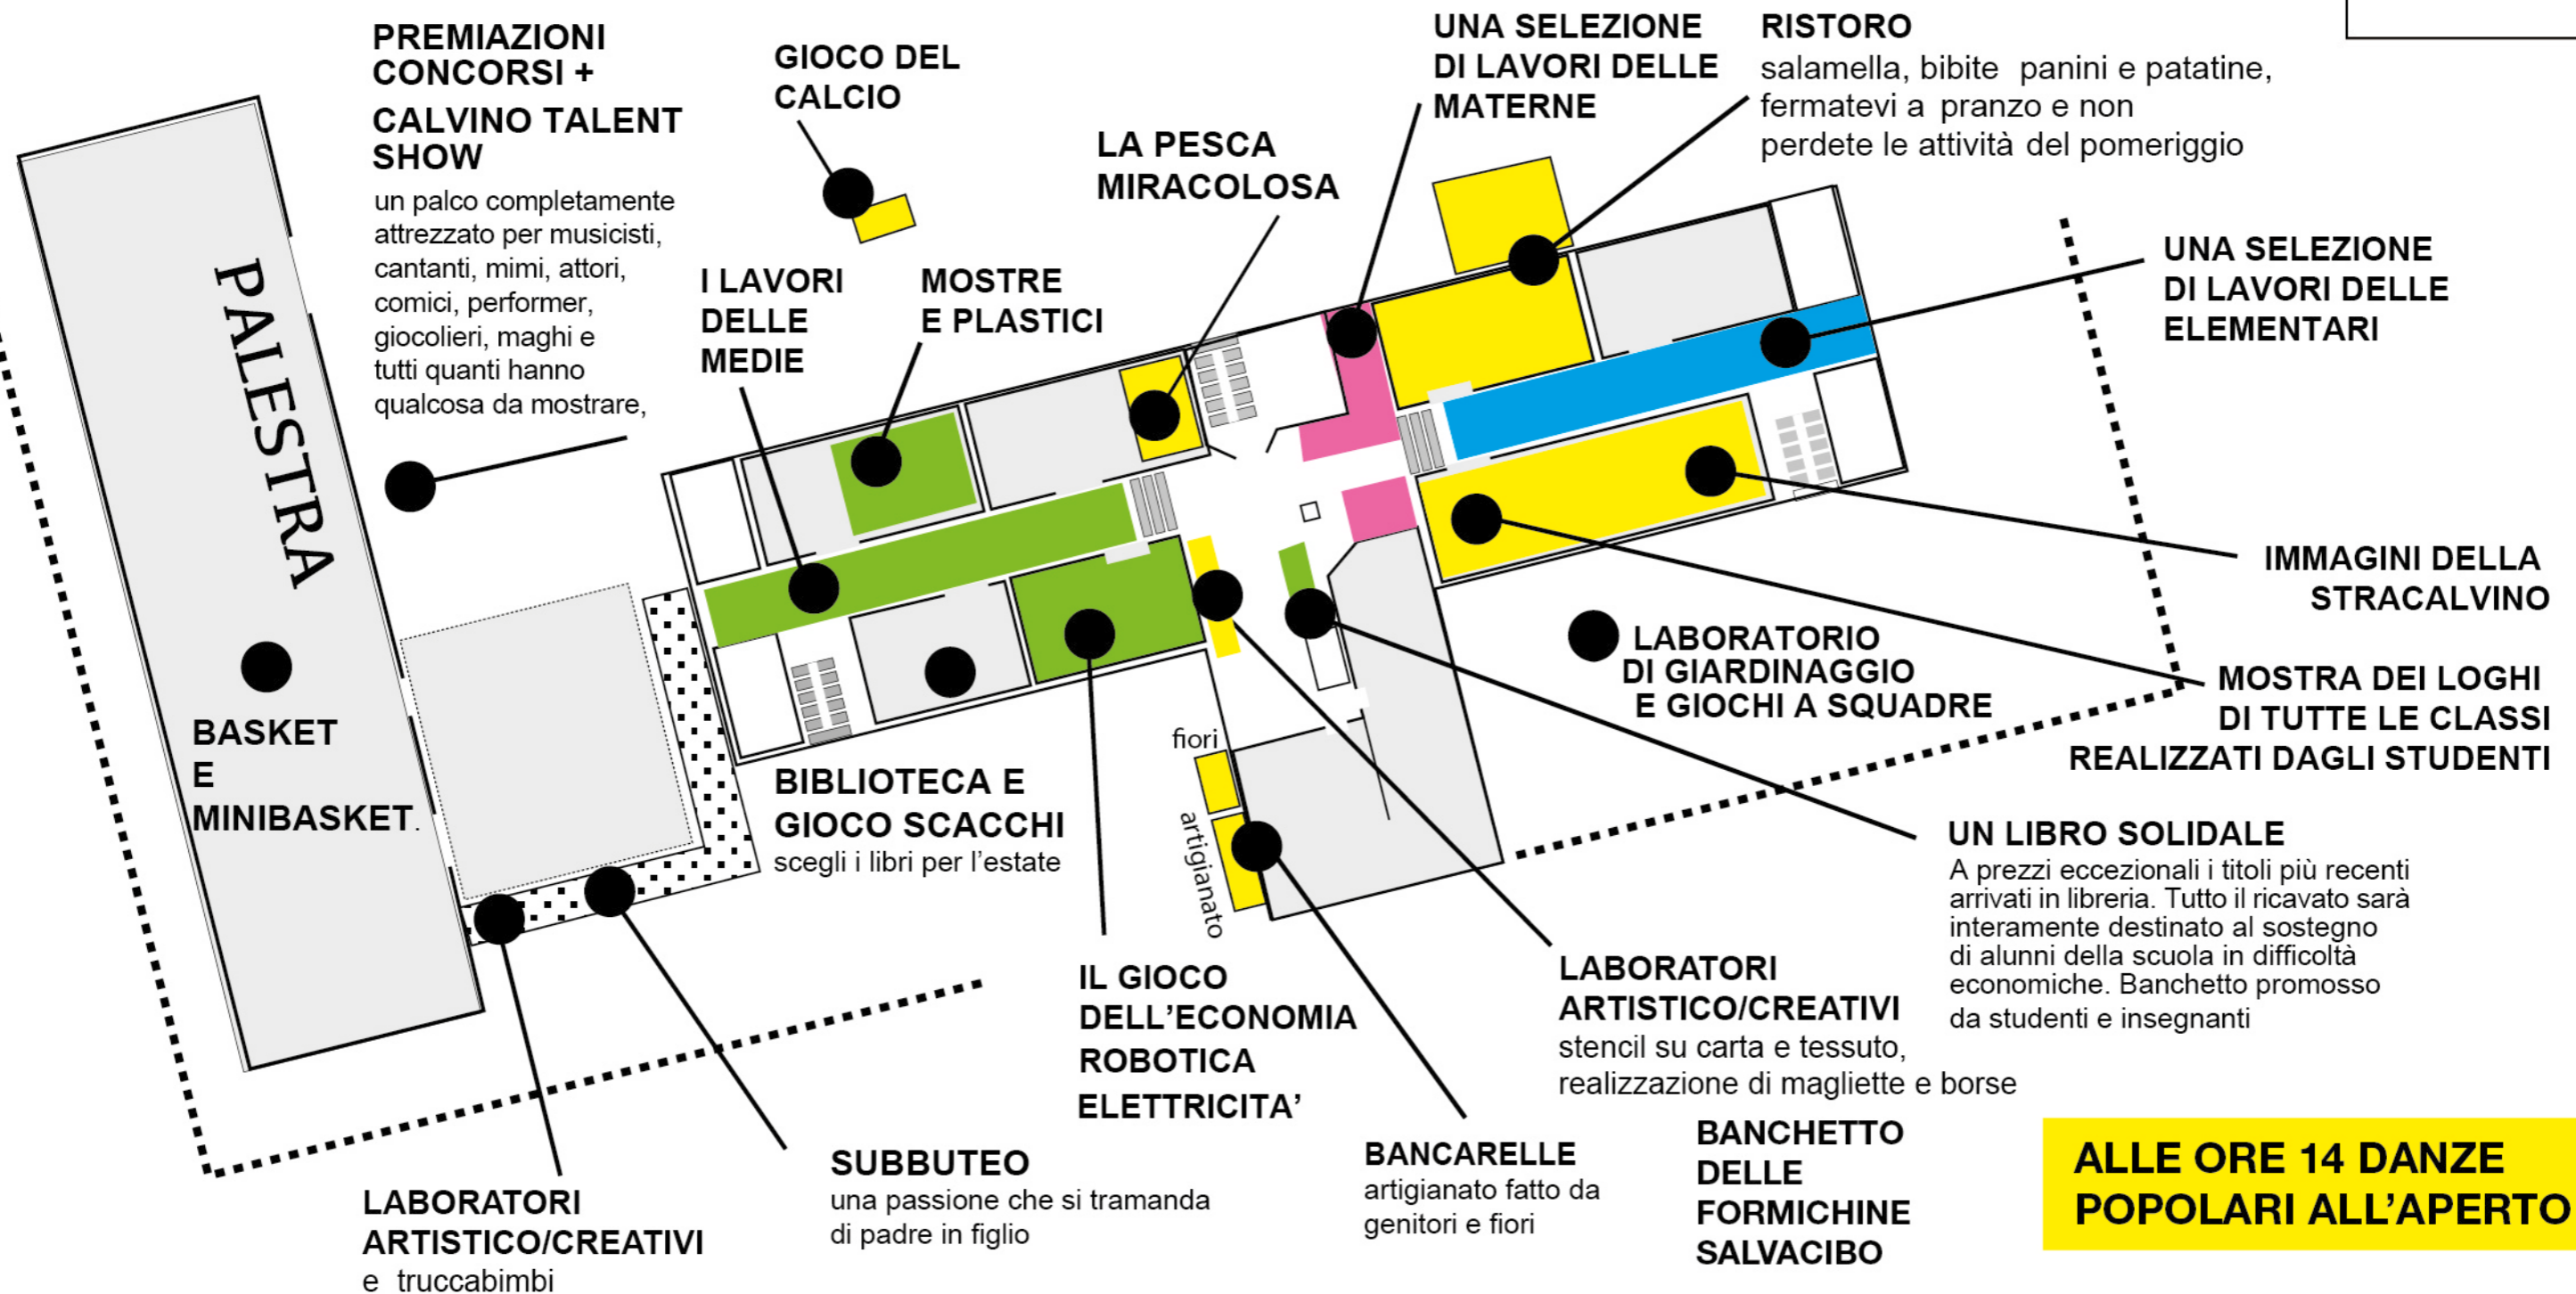 PREMIAZIONI
CONCORSI +
CALVINO TALENT
SHOW
un palco completamente
attrezzato per musicisti,
cantanti, mimi, attori,
comici, performer,
giocolieri, maghi e
tutti quanti hanno
qualcosa da mostrare,
GIOCO DEL
CALCIO
LA PESCA
MIRACOLOSA
UNA SELEZIONE
DI LAVORI DELLE
MATERNE
RISTORO
salamella, bibite panini e patatine,
fermatevi a pranzo e non
perdete le attività del pomeriggio
I LAVORI
DELLE
MEDIE
MOSTRE
E PLASTICI
UNA SELEZIONE
DI LAVORI DELLE
ELEMENTARI
PALESTRA
BASKET
E
MINIBASKET.
IMMAGINI DELLA
STRACALVINO
LABORATORIO
DI GIARDINAGGIO
E GIOCHI A SQUADRE
MOSTRA DEI LOGHI
DI TUTTE LE CLASSI
REALIZZATI DAGLI STUDENTI
fiori
artigianato
BIBLIOTECA E
GIOCO SCACCHI
scegli i libri per l'estate
UN LIBRO SOLIDALE
A prezzi eccezionali i titoli più recenti
arrivati in libreria. Tutto il ricavato sarà
interamente destinato al sostegno
di alunni della scuola in difficoltà
economiche. Banchetto promosso
da studenti e insegnanti
IL GIOCO
DELL'ECONOMIA
ROBOTICA
ELETTRICITA'
LABORATORI
ARTISTICO/CREATIVI
stencil su carta e tessuto,
realizzazione di magliette e borse
LABORATORI
ARTISTICO/CREATIVI
e truccabimbi
SUBBUTEO
una passione che si tramanda
di padre in figlio
BANCARELLE
artigianato fatto da
genitori e fiori
BANCHETTO
DELLE
FORMICHINE
SALVACIBO
ALLE ORE 14 DANZE
POPOLARI ALL'APERTO